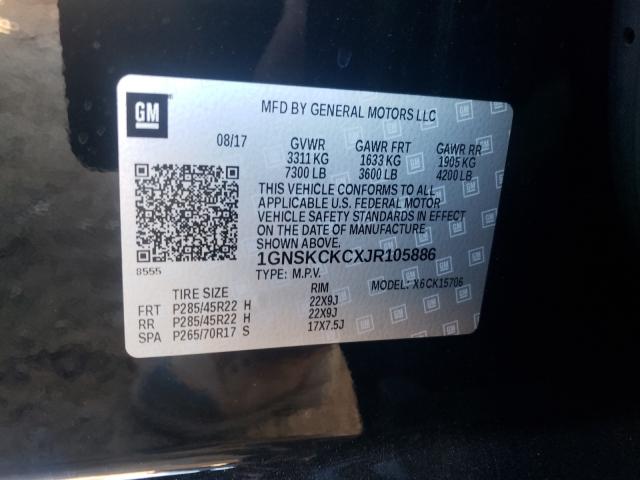 GM
MFD BY GENERAL MOTORS LLC
08/17 GVWR GAWR FRT GAWR RR
3311 KG 1633 KG 1905 KG
7300 LB 3600 LB 4200 LB
THIS VEHICLE CONFORMS TO ALL
APPLICABLE U.S. FEDERAL MOTOR
VEHICLE SAFETY STANDARDS IN EFFECT
ON THE DATE OF MANUFACTURE
SHOWN ABOVE.
8555 1GNSKCKCXJR105886
TYPE: M.P.V. MODEL: X6CK15706
TIRE SIZE RIM
FRT P285/45R22 H 22X9J
RR P285/45R22 H 22X9J
SPA P265/70R17 S 17X7.5J